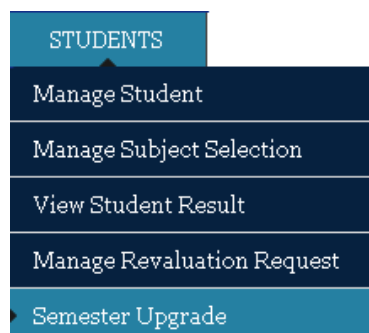 STUDENTS
Manage Student
Manage Subject Selection
View Student Result
Manage Revaluation Request
Semester Upgrade